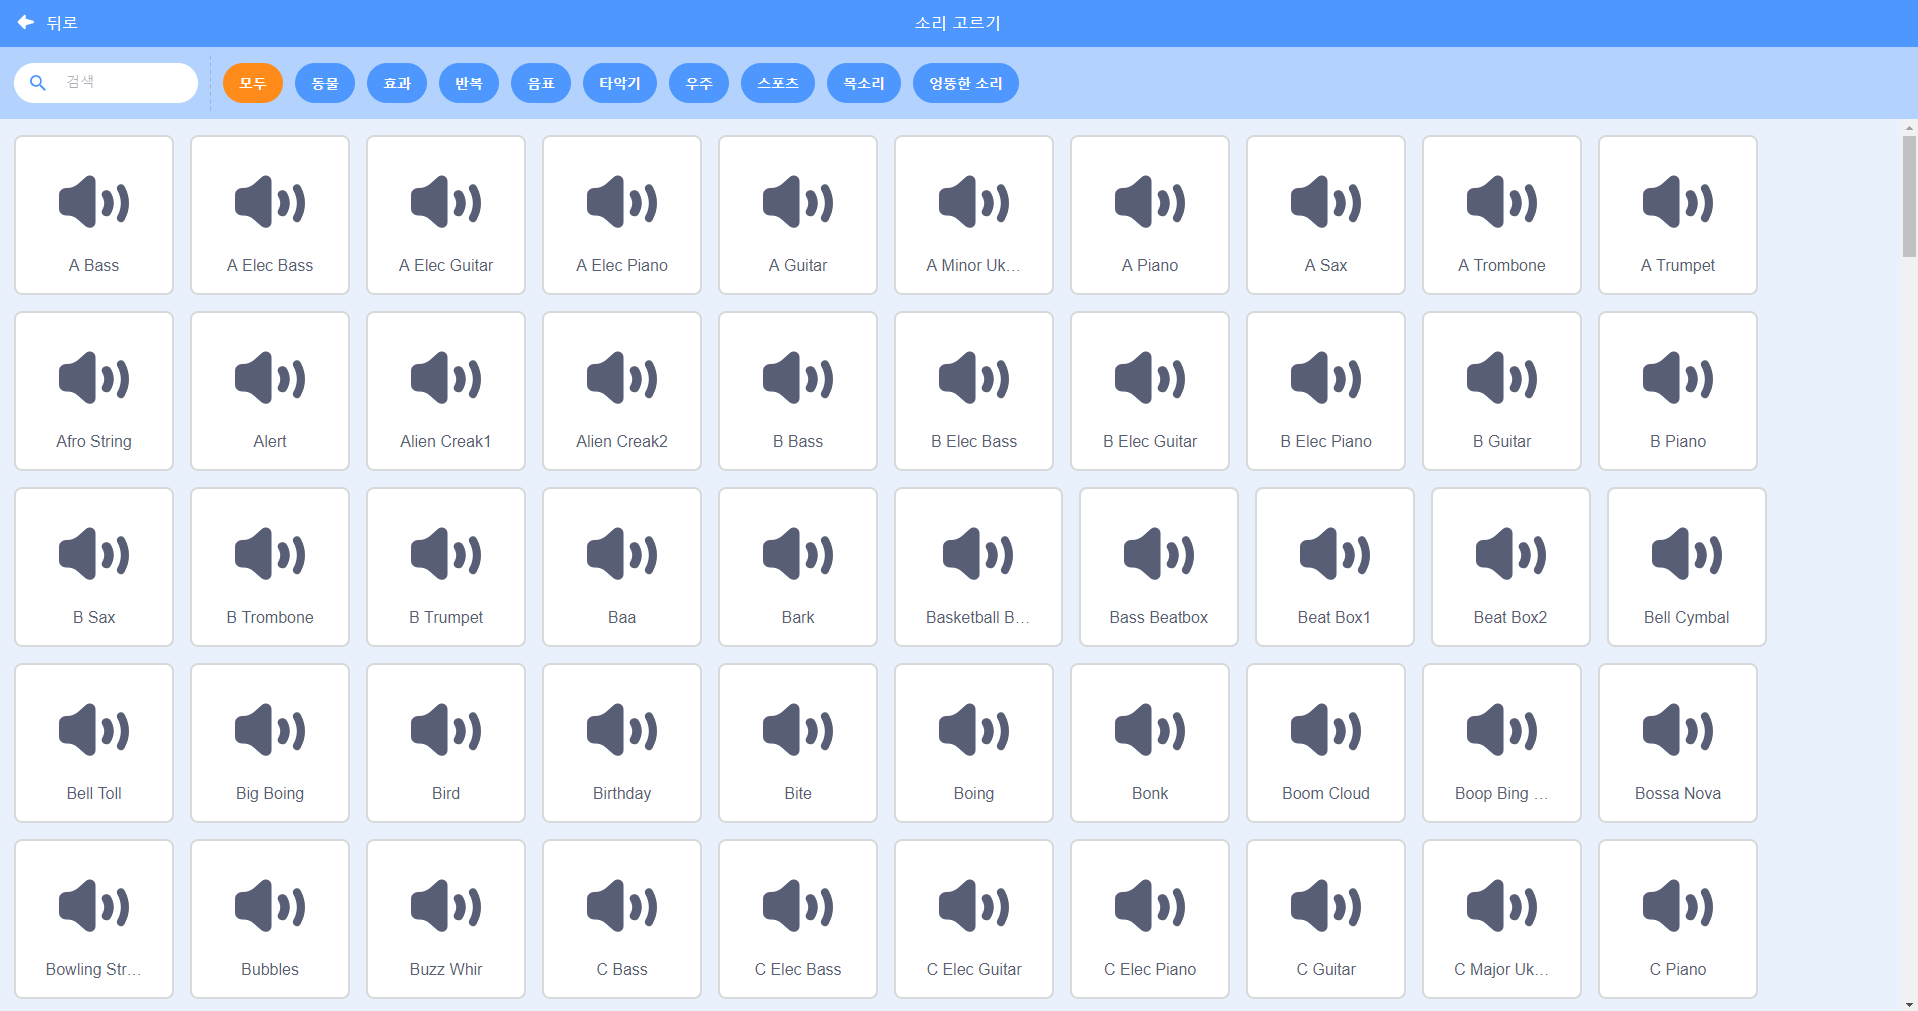 뒤로
소리 고르기
검색
모두
동물
효과
반복
음표
타악기
우주
스포츠
목소리
엉뚱한 소리
A Bass
A Elec Bass
A Elec Guitar
A Elec Piano
A Guitar
A Minor Uk...
A Piano
A Sax
A Trombone
A Trumpet
Afro String
Alert
Alien Creak1
Alien Creak2
B Bass
B Elec Bass
B Elec Guitar
B Elec Piano
B Guitar
B Piano
B Sax
B Trombone
B Trumpet
Baa
Bark
Basketball B...
Bass Beatbox
Beat Box1
Beat Box2
Bell Cymbal
Bell Toll
Big Boing
Bird
Birthday
Bite
Boing
Bonk
Boom Cloud
Boop Bing ...
Bossa Nova
Bowling Str...
Bubbles
Buzz Whir
C Bass
C Elec Bass
C Elec Guitar
C Elec Piano
C Guitar
C Major Uk...
C Piano